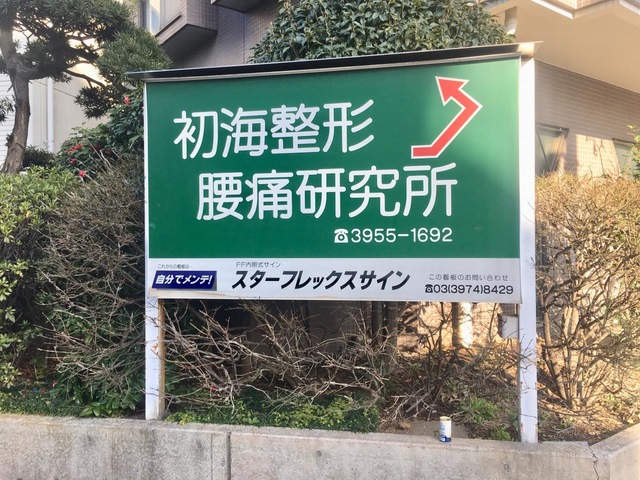 初海整形
腰痛研究所
☎3955-1692
これからの看板は
自分でメンテ!
FF内照式サイン
スターフレックスサイン
この看板のお問い合わせ
☎03(3974)8429